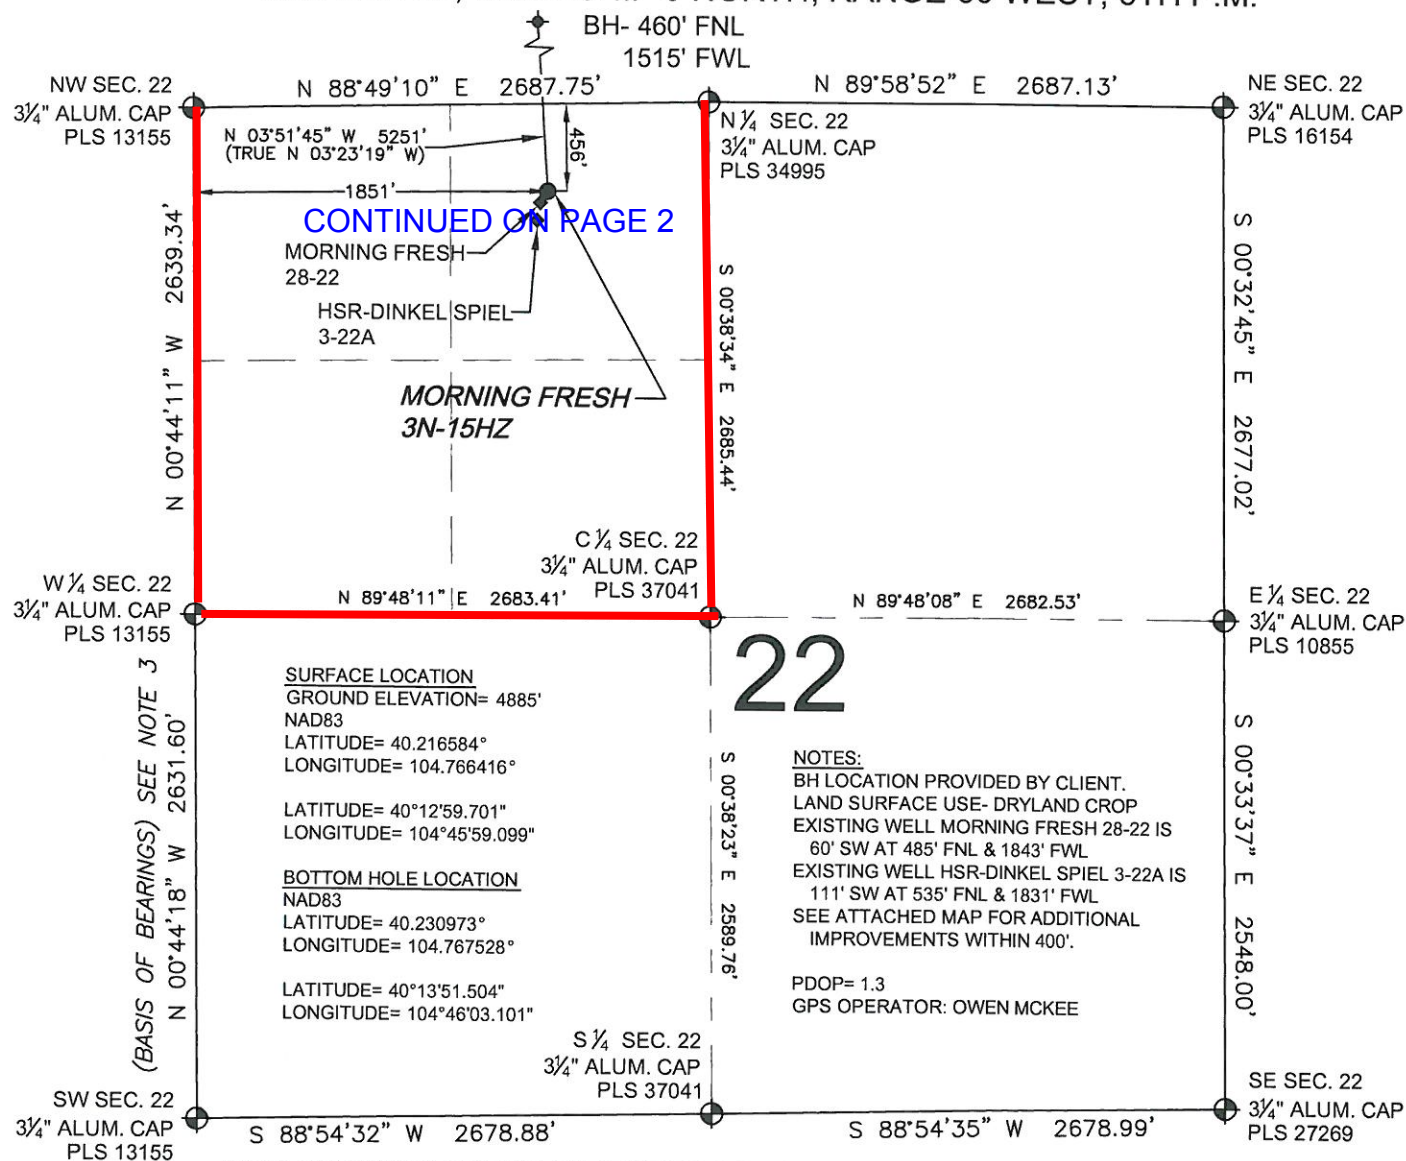 BH- 460' FNL
1515' FWL
NW SEC. 22
3¼" ALUM. CAP
PLS 13155
N 88°49'10" E 2687.75'
N 89°58'52" E 2687.13'
NE SEC. 22
3¼" ALUM. CAP
PLS 16154
N ¼ SEC. 22
3¼" ALUM. CAP
PLS 34995
N 03°51'45" W 5251'
(TRUE N 03°23'19" W)
456'
1851'
CONTINUED ON PAGE 2
MORNING FRESH
28-22
HSR-DINKEL SPIEL
3-22A
MORNING FRESH
3N-15HZ
N 00°44'11" W 2639.34'
S 00°38'34" E 2685.44'
S 00°32'45" E 2677.02'
C ¼ SEC. 22
3¼" ALUM. CAP
PLS 37041
W ¼ SEC. 22
3¼" ALUM. CAP
PLS 13155
N 89°48'11" E 2683.41'
N 89°48'08" E 2682.53'
E ¼ SEC. 22
3¼" ALUM. CAP
PLS 10855
22
(BASIS OF BEARINGS) SEE NOTE 3
N 00°44'18" W 2631.60'
SURFACE LOCATION
GROUND ELEVATION= 4885'
NAD83
LATITUDE= 40.216584°
LONGITUDE= 104.766416°
LATITUDE= 40°12'59.701"
LONGITUDE= 104°45'59.099"
BOTTOM HOLE LOCATION
NAD83
LATITUDE= 40.230973°
LONGITUDE= 104.767528°
LATITUDE= 40°13'51.504"
LONGITUDE= 104°46'03.101"
S 00°38'23" E 2589.76'
NOTES:
BH LOCATION PROVIDED BY CLIENT.
LAND SURFACE USE- DRYLAND CROP
EXISTING WELL MORNING FRESH 28-22 IS
60' SW AT 485' FNL & 1843' FWL
EXISTING WELL HSR-DINKEL SPIEL 3-22A IS
111' SW AT 535' FNL & 1831' FWL
SEE ATTACHED MAP FOR ADDITIONAL
IMPROVEMENTS WITHIN 400'.
PDOP= 1.3
GPS OPERATOR: OWEN MCKEE
S 00°33'37" E 2548.00'
S ¼ SEC. 22
3¼" ALUM. CAP
PLS 37041
SW SEC. 22
3¼" ALUM. CAP
PLS 13155
S 88°54'32" W 2678.88'
S 88°54'35" W 2678.99'
SE SEC. 22
3¼" ALUM. CAP
PLS 27269